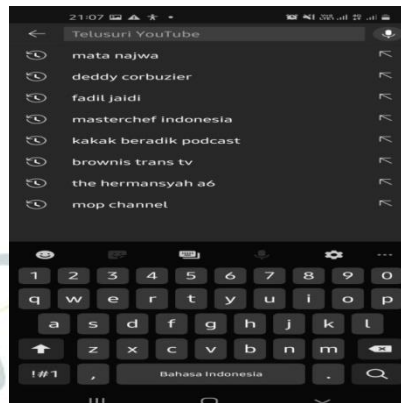 21:07
Telusuri YouTube
mata najwa
deddy corbuzier
fadil jaidi
masterchef indonesia
kakak beradik podcast
brownis trans tv
the hermansyah a6
mop channel
1 2 3 4 5 6 7 8 9 0
q w e r t y u i o p
a s d f g h j k l
z x c v b n m
!#1 , Bahasa Indonesia .